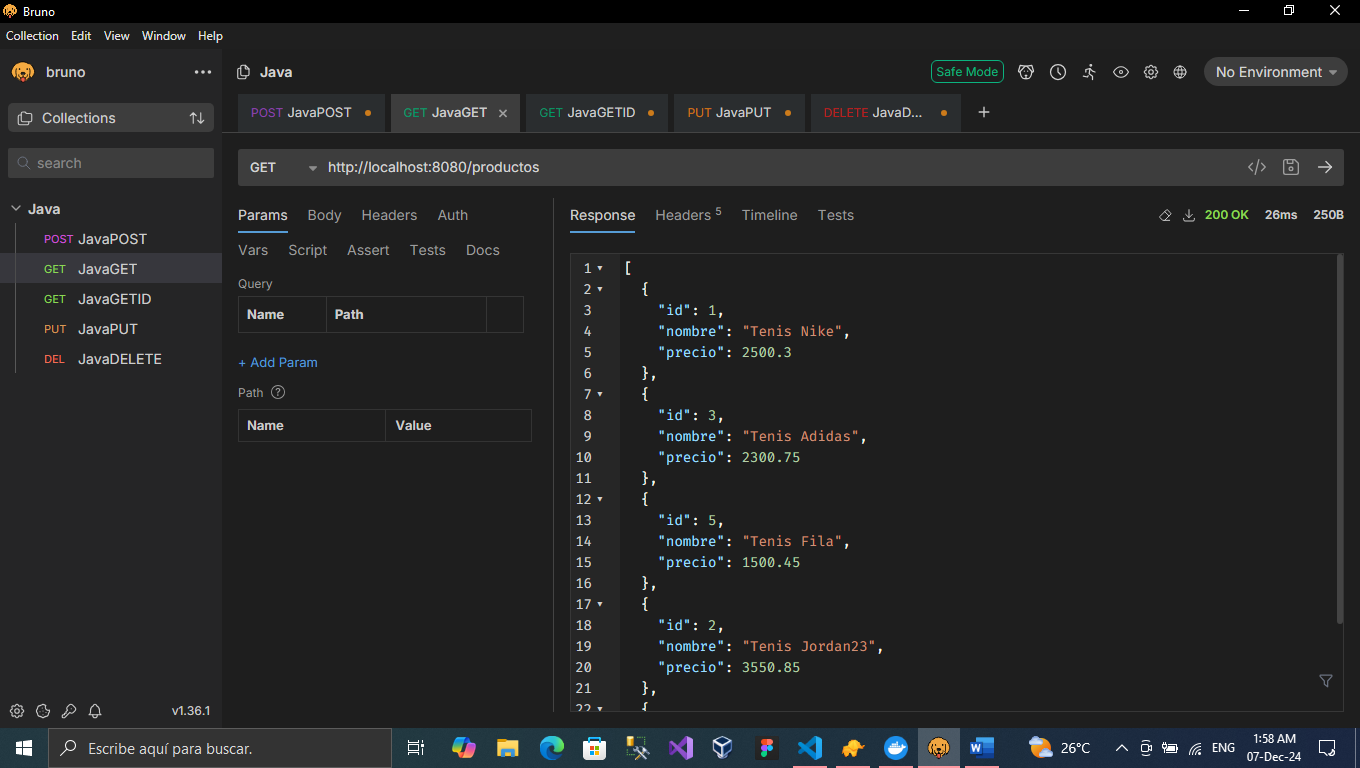 Bruno
Collection Edit View Window Help
bruno
Java
Safe Mode
No Environment
Collections
POST JavaPOST
GET JavaGET
GET JavaGETID
PUT JavaPUT
DELETE JavaD...
search
GET http://localhost:8080/productos
Java
POST JavaPOST
GET JavaGET
GET JavaGETID
PUT JavaPUT
DEL JavaDELETE
Params Body Headers Auth
Vars Script Assert Tests Docs
Query
Name Path
+ Add Param
Path ?
Name Value
Response Headers 5 Timeline Tests
200 OK 26ms 250B
1 [
2 {
3 "id": 1,
4 "nombre": "Tenis Nike",
5 "precio": 2500.3
6 },
7 {
8 "id": 3,
9 "nombre": "Tenis Adidas",
10 "precio": 2300.75
11 },
12 {
13 "id": 5,
14 "nombre": "Tenis Fila",
15 "precio": 1500.45
16 },
17 {
18 "id": 2,
19 "nombre": "Tenis Jordan23",
20 "precio": 3550.85
21 },
22 {
v1.36.1
Escribe aquí para buscar.
26°C
ENG
1:58 AM
07-Dec-24